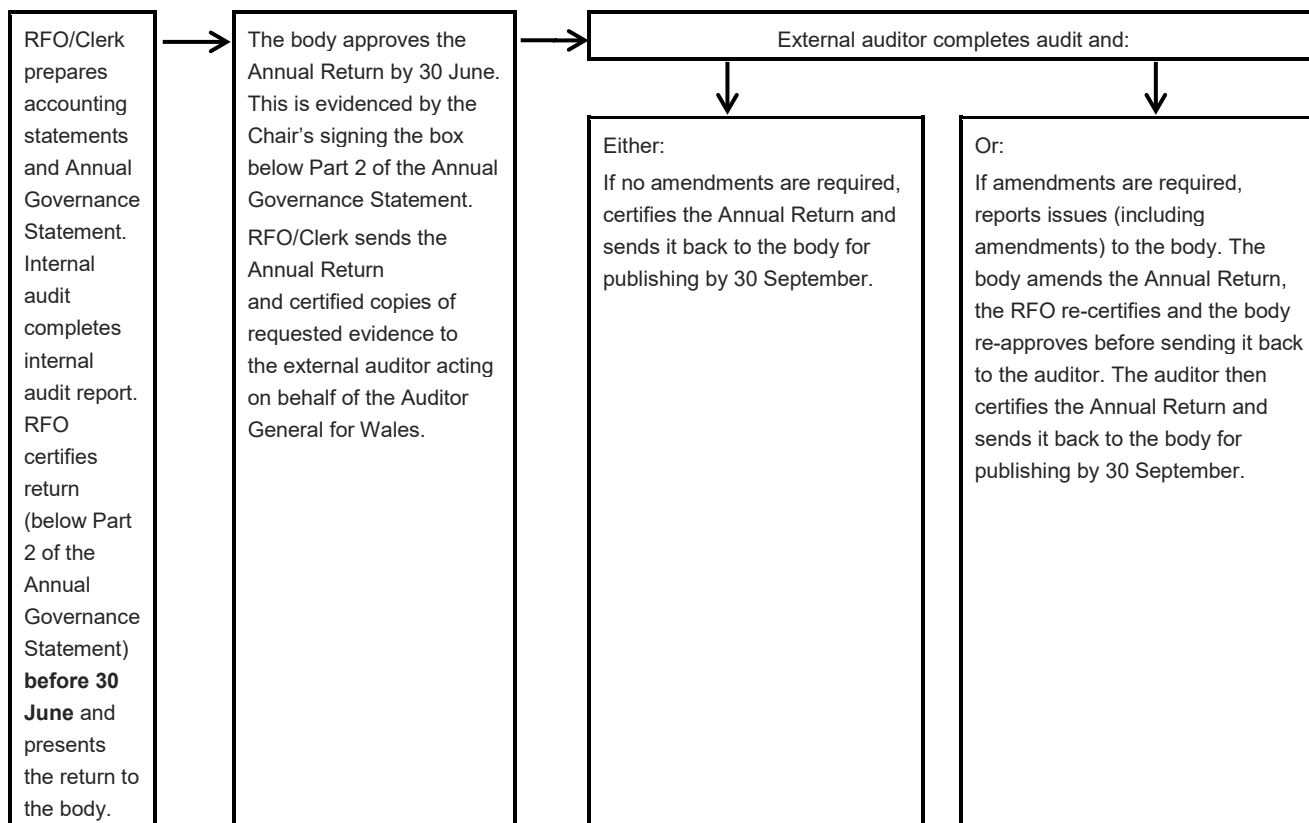 RFO/Clerk
prepares
accounting
statements
and Annual
Governance
Statement.
Internal
audit
completes
internal
audit report.
RFO
certifies
return
(below Part
2 of the
Annual
Governance
Statement)
before 30
June and
presents
the return to
the body.
The body approves the
Annual Return by 30 June.
This is evidenced by the
Chair’s signing the box
below Part 2 of the Annual
Governance Statement.
RFO/Clerk sends the
Annual Return
and certified copies of
requested evidence to
the external auditor acting
on behalf of the Auditor
General for Wales.
External auditor completes audit and:
Either:
If no amendments are required,
certifies the Annual Return and
sends it back to the body for
publishing by 30 September.
Or:
If amendments are required,
reports issues (including
amendments) to the body. The
body amends the Annual Return,
the RFO re-certifies and the body
re-approves before sending it back
to the auditor. The auditor then
certifies the Annual Return and
sends it back to the body for
publishing by 30 September.